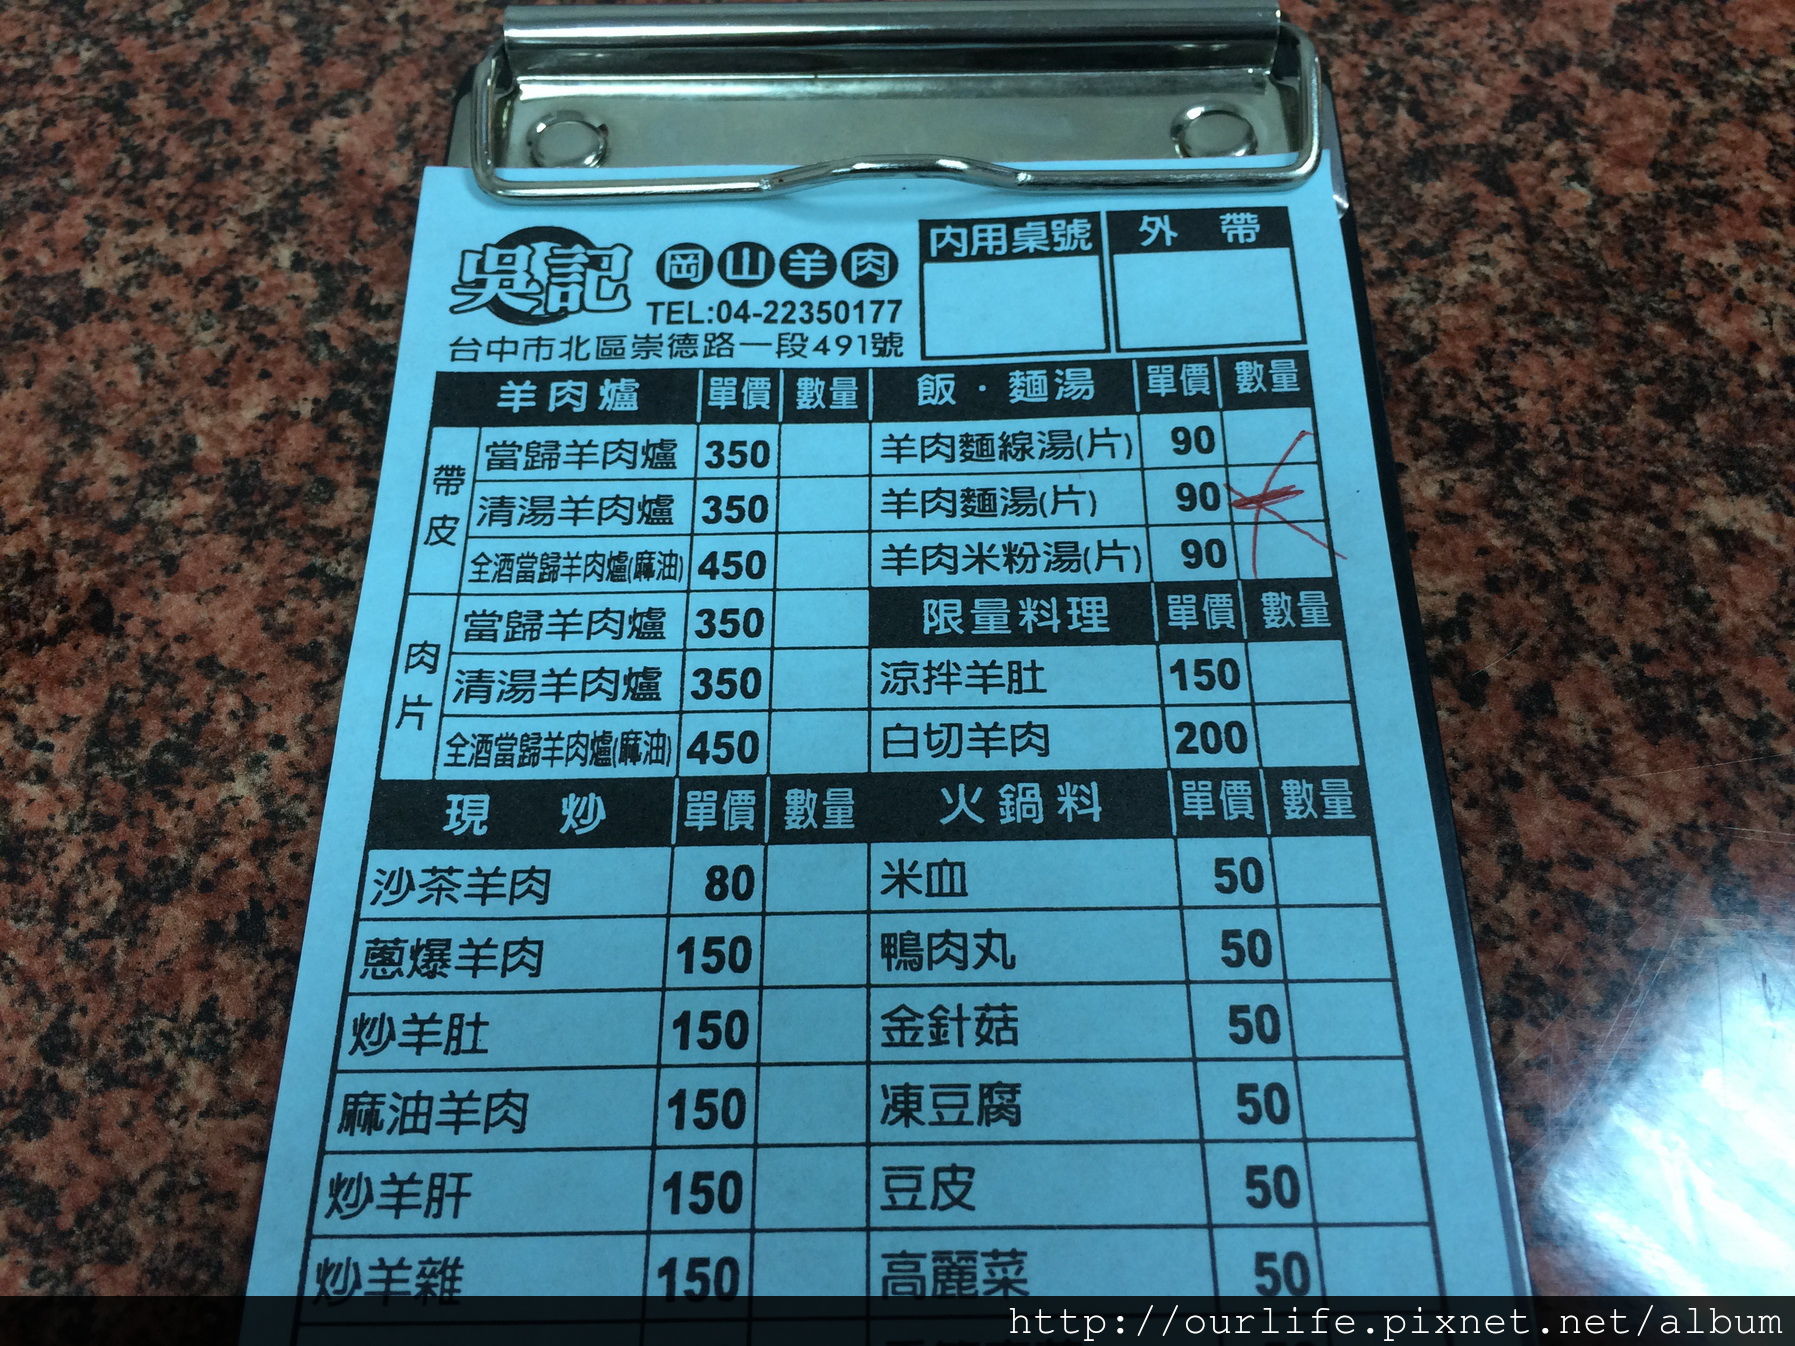 吳記 岡山羊肉
TEL:04-22350177
台中市北區崇德路一段491號
內用桌號 外帶
羊肉爐 單價 數量 飯·麵湯 單價 數量
帶皮
當歸羊肉爐 350 羊肉麵線湯(片) 90
清湯羊肉爐 350 羊肉麵湯(片) 90
全酒當歸羊肉爐(麻油) 450 羊肉米粉湯(片) 90
肉片
當歸羊肉爐 350 限量料理 單價 數量
清湯羊肉爐 350 涼拌羊肚 150
全酒當歸羊肉爐(麻油) 450 白切羊肉 200
現炒 單價 數量 火鍋料 單價 數量
沙茶羊肉 80 米血 50
蔥爆羊肉 150 鴨肉丸 50
炒羊肚 150 金針菇 50
麻油羊肉 150 凍豆腐 50
炒羊肝 150 豆皮 50
炒羊雜 150 高麗菜 50
http://ourlife.pixnet.net/album